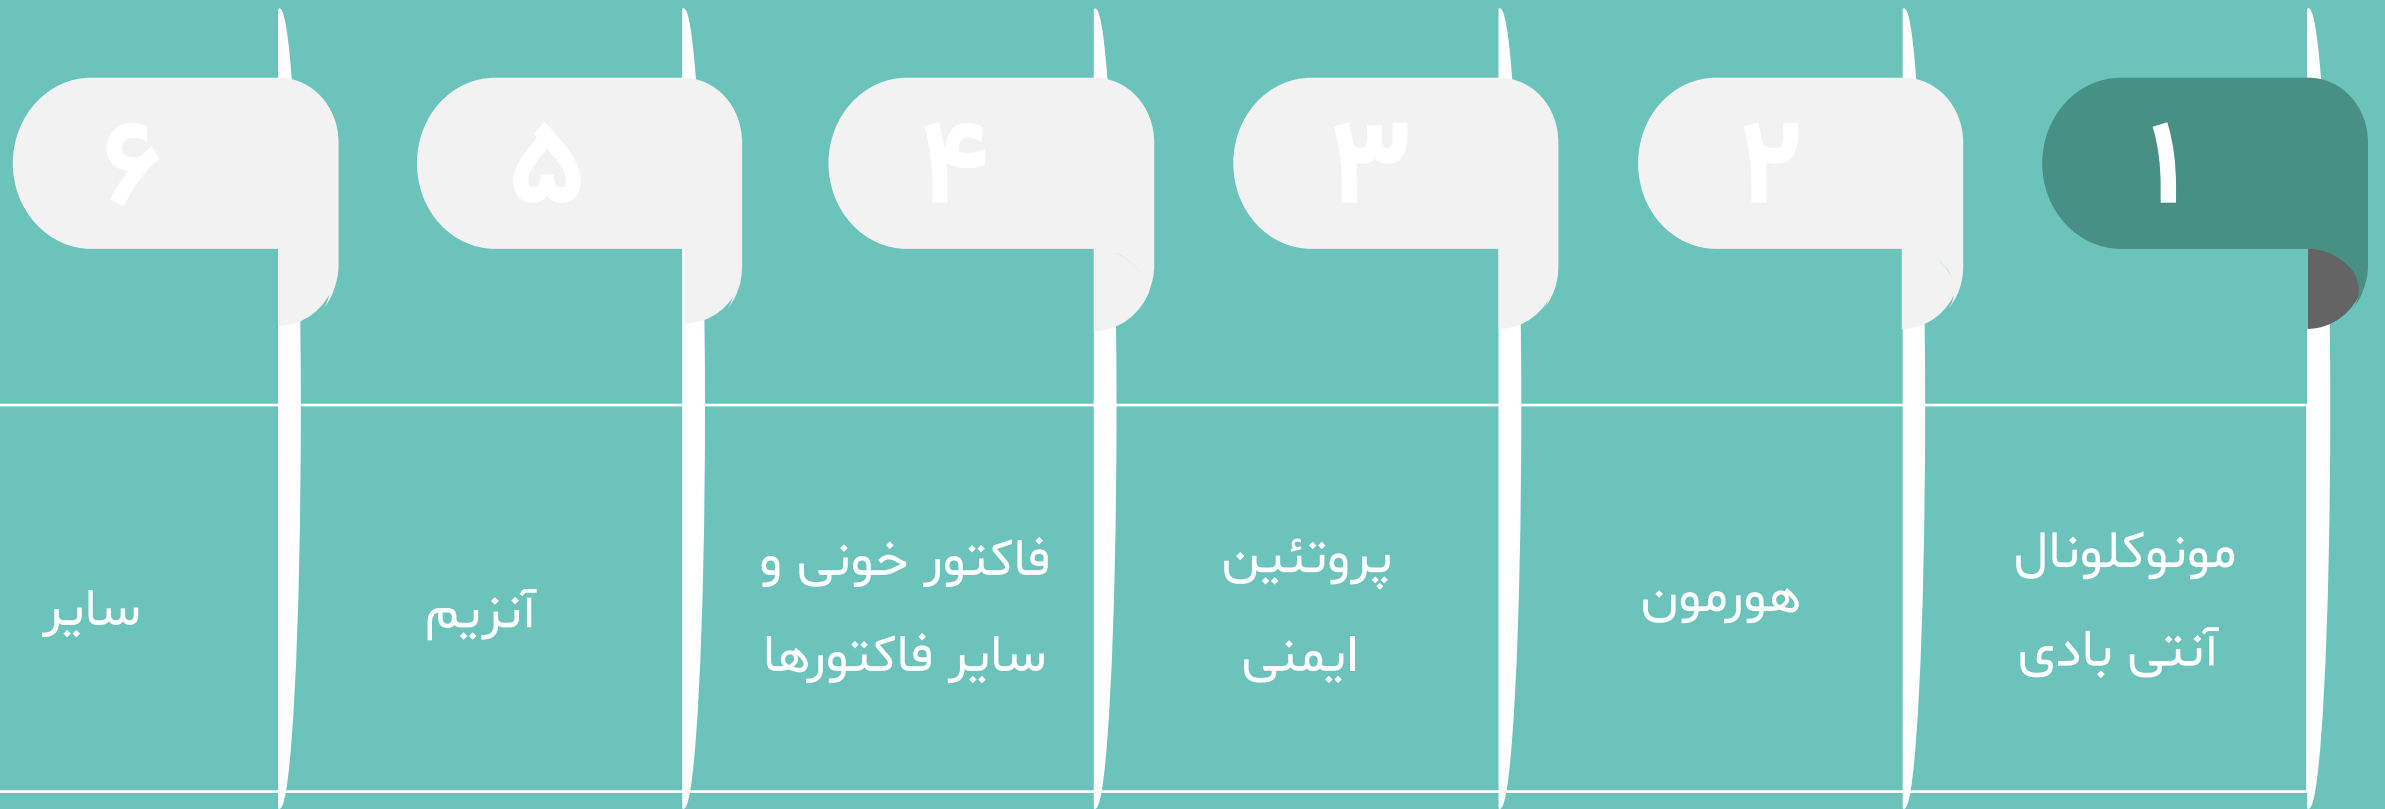 ۱
۲
۳
۴
۵
۶
مونوکلونال
آنتی بادی
هورمون
پروتئین
ایمنی
فاکتور خونی و
سایر فاکتورها
آنزیم
سایر